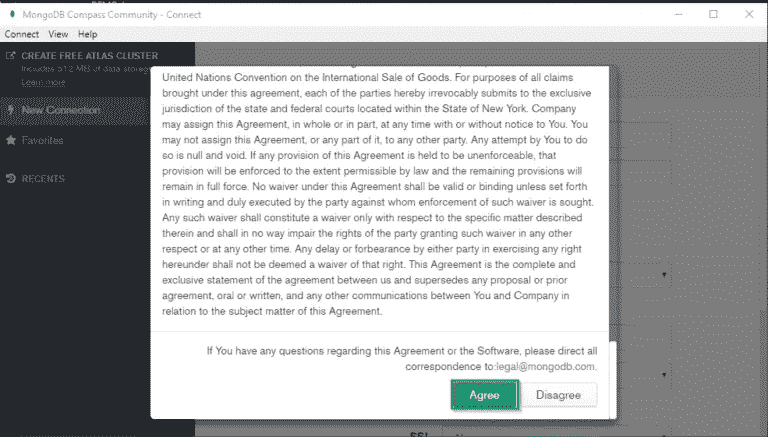 MongoDB Compass Community - Connect
Connect View Help
CREATE FREE ATLAS CLUSTER
Includes 512 MB of data storage
Learn more
New Connection
Favorites
RECENTS
United Nations Convention on the International Sale of Goods. For purposes of all claims
brought under this agreement, each of the parties hereby irrevocably submits to the exclusive
jurisdiction of the state and federal courts located within the State of New York. Company
may assign this Agreement, in whole or in part, at any time with or without notice to You. You
may not assign this Agreement, or any part of it, to any other party. Any attempt by You to do
so is null and void. If any provision of this Agreement is held to be unenforceable, that
provision will be enforced to the extent permissible by law and the remaining provisions will
remain in full force. No waiver under this Agreement shall be valid or binding unless set forth
in writing and duly executed by the party against whom enforcement of such waiver is sought.
Any such waiver shall constitute a waiver only with respect to the specific matter described
therein and shall in no way impair the rights of the party granting such waiver in any other
respect or at any other time. Any delay or forbearance by either party in exercising any right
hereunder shall not be deemed a waiver of that right. This Agreement is the complete and
exclusive statement of the agreement between us and supersedes any proposal or prior
agreement, oral or written, and any other communications between You and Company in
relation to the subject matter of this Agreement.
If You have any questions regarding this Agreement or the Software, please direct all
correspondence to:legal@mongodb.com.
Agree Disagree